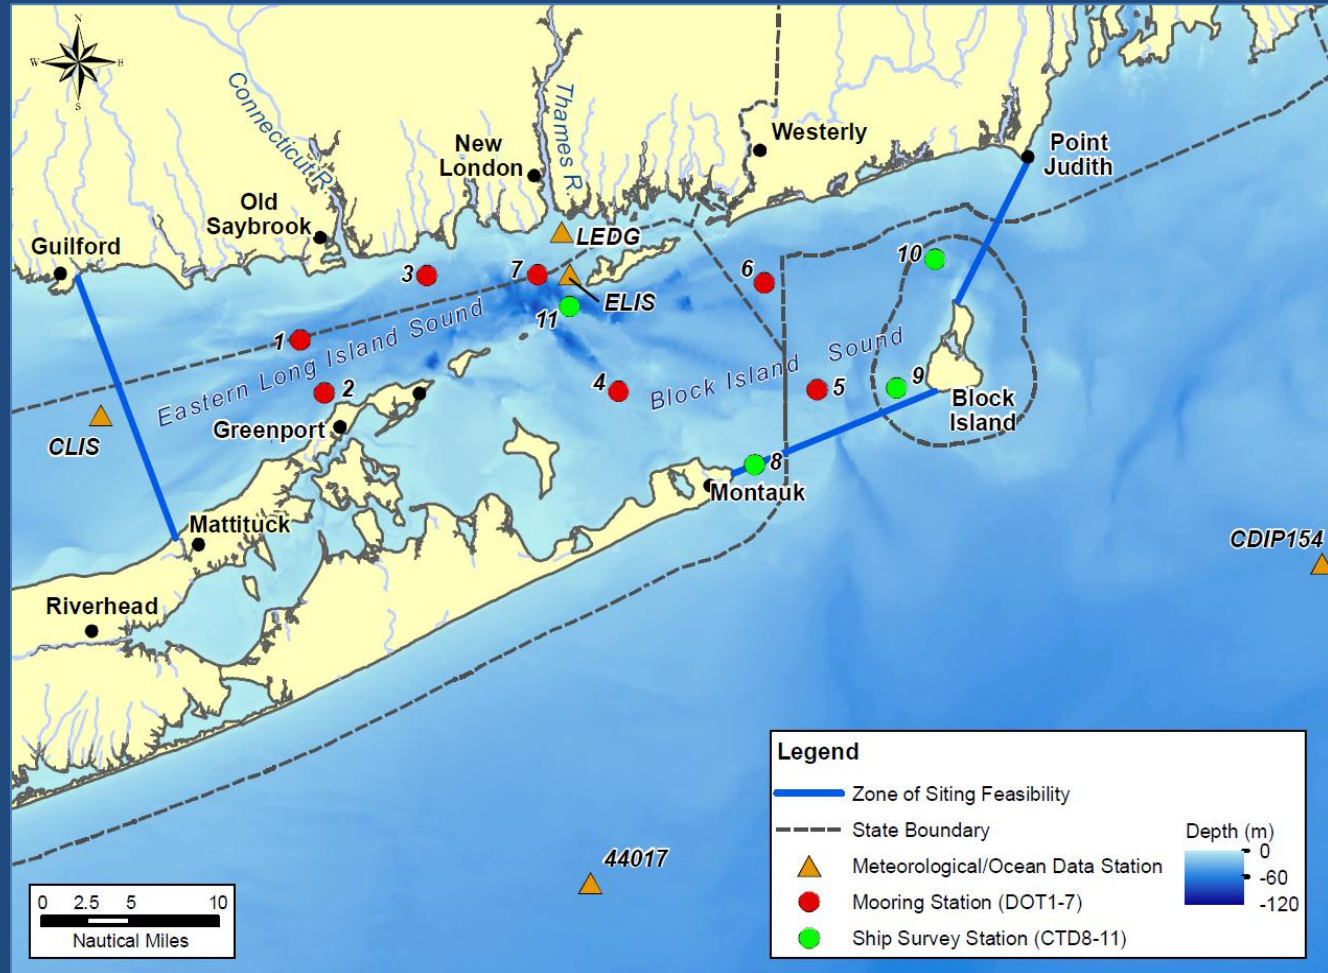 N
W
E
S
Connecticut R.
Thames R.
New
London
Westerly
Point
Judith
Old
Saybrook
Guilford
LEDG
3
7
6
10
ELIS
11
1
Eastern Long Island Sound
Block Island Sound
2
4
5
9
Block
Island
CLIS
Greenport
8
Montauk
Mattituck
CDIP154
Riverhead
44017
Legend
Zone of Siting Feasibility
State Boundary
Meteorological/Ocean Data Station
Mooring Station (DOT1-7)
Ship Survey Station (CTD8-11)
Depth (m)
0
-60
-120
0 2.5 5 10
Nautical Miles